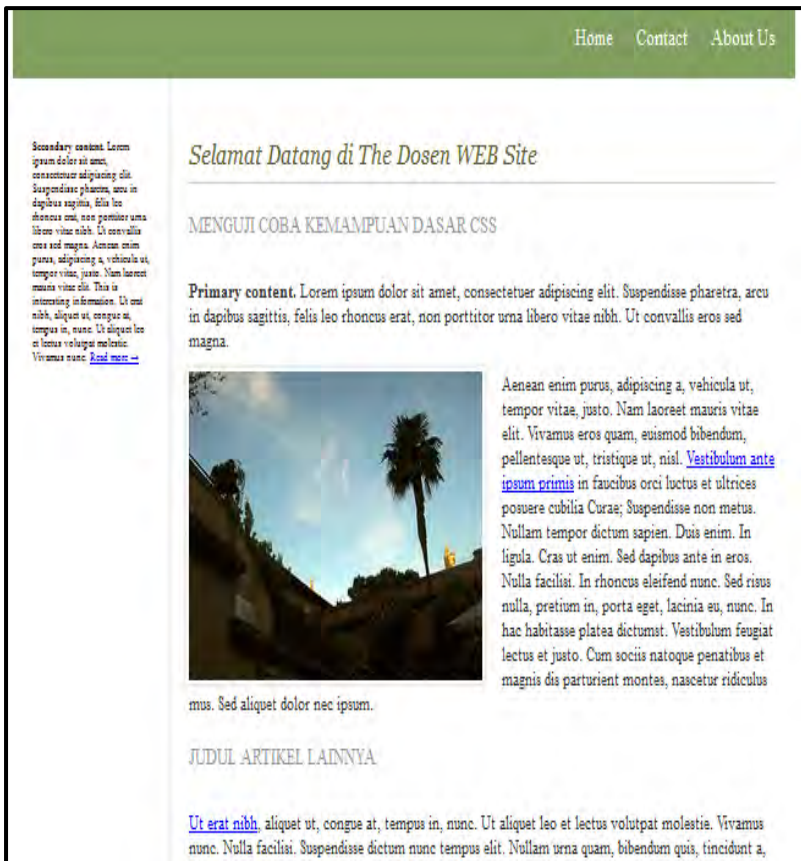 Home Contact About Us
Secondary content. Lorem
ipsum dolor sit amet,
consectetuer adipiscing elit.
Suspendisse pharetra, arcu in
dapibus sagittis, felis leo
rhoncus erat, non porttitor urna
libero vitae nibh. Ut convallis
eros sed magna. Aenean enim
purus, adipiscing a, vehicula ut,
tempor vitae, justo. Nam laoreet
mauris vitae elit. This is
interesting information. Ut erat
nibh, aliquet ut, congue at,
tempus in, nunc. Ut aliquet leo
et lectus volutpat molestie.
Vivamus nunc. Read more →
Selamat Datang di The Dosen WEB Site
MENGUJI COBA KEMAMPUAN DASAR CSS
Primary content. Lorem ipsum dolor sit amet, consectetuer adipiscing elit. Suspendisse pharetra, arcu
in dapibus sagittis, felis leo rhoncus erat, non porttitor urna libero vitae nibh. Ut convallis eros sed
magna.
Aenean enim purus, adipiscing a, vehicula ut,
tempor vitae, justo. Nam laoreet mauris vitae
elit. Vivamus eros quam, euismod bibendum,
pellentesque ut, tristique ut, nisl. Vestibulum ante
ipsum primis in faucibus orci luctus et ultrices
posuere cubilia Curae; Suspendisse non metus.
Nullam tempor dictum sapien. Duis enim. In
ligula. Cras ut enim. Sed dapibus ante in eros.
Nulla facilisi. In rhoncus eleifend nunc. Sed risus
nulla, pretium in, porta eget, lacinia eu, nunc. In
hac habitasse platea dictumst. Vestibulum feugiat
lectus et justo. Cum sociis natoque penatibus et
magnis dis parturient montes, nascetur ridiculus
mus. Sed aliquet dolor nec ipsum.
JUDUL ARTIKEL LAINNYA
Ut erat nibh, aliquet ut, congue at, tempus in, nunc. Ut aliquet leo et lectus volutpat molestie. Vivamus
nunc. Nulla facilisi. Suspendisse dictum nunc tempus elit. Nullam urna quam, bibendum quis, tincidunt a,